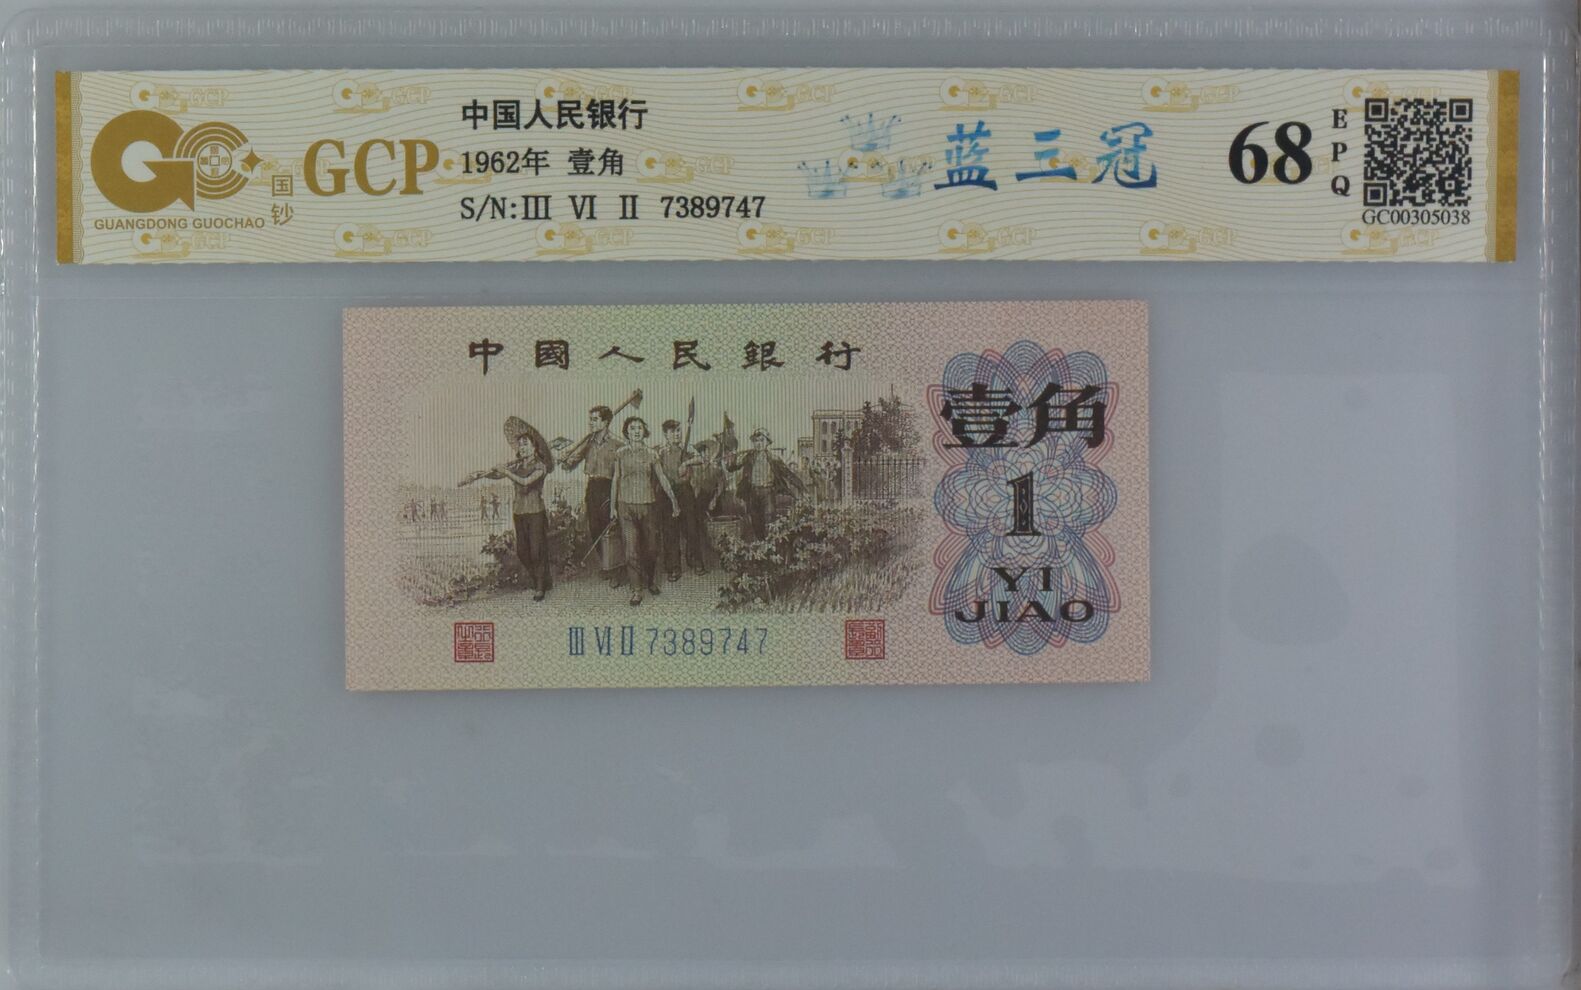 GCP
GUANGDONG GUOCHAO
国钞
中国人民银行
1962年 壹角
S/N:Ⅲ Ⅵ Ⅱ 7389747
蓝三冠
68
EPQ
GC00305038
中國人民銀行
壹角
1
YI
JIAO
Ⅲ Ⅵ Ⅱ 7389747